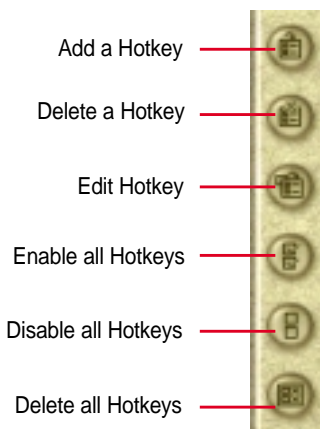 Add a Hotkey
Delete a Hotkey
Edit Hotkey
Enable all Hotkeys
Disable all Hotkeys
Delete all Hotkeys